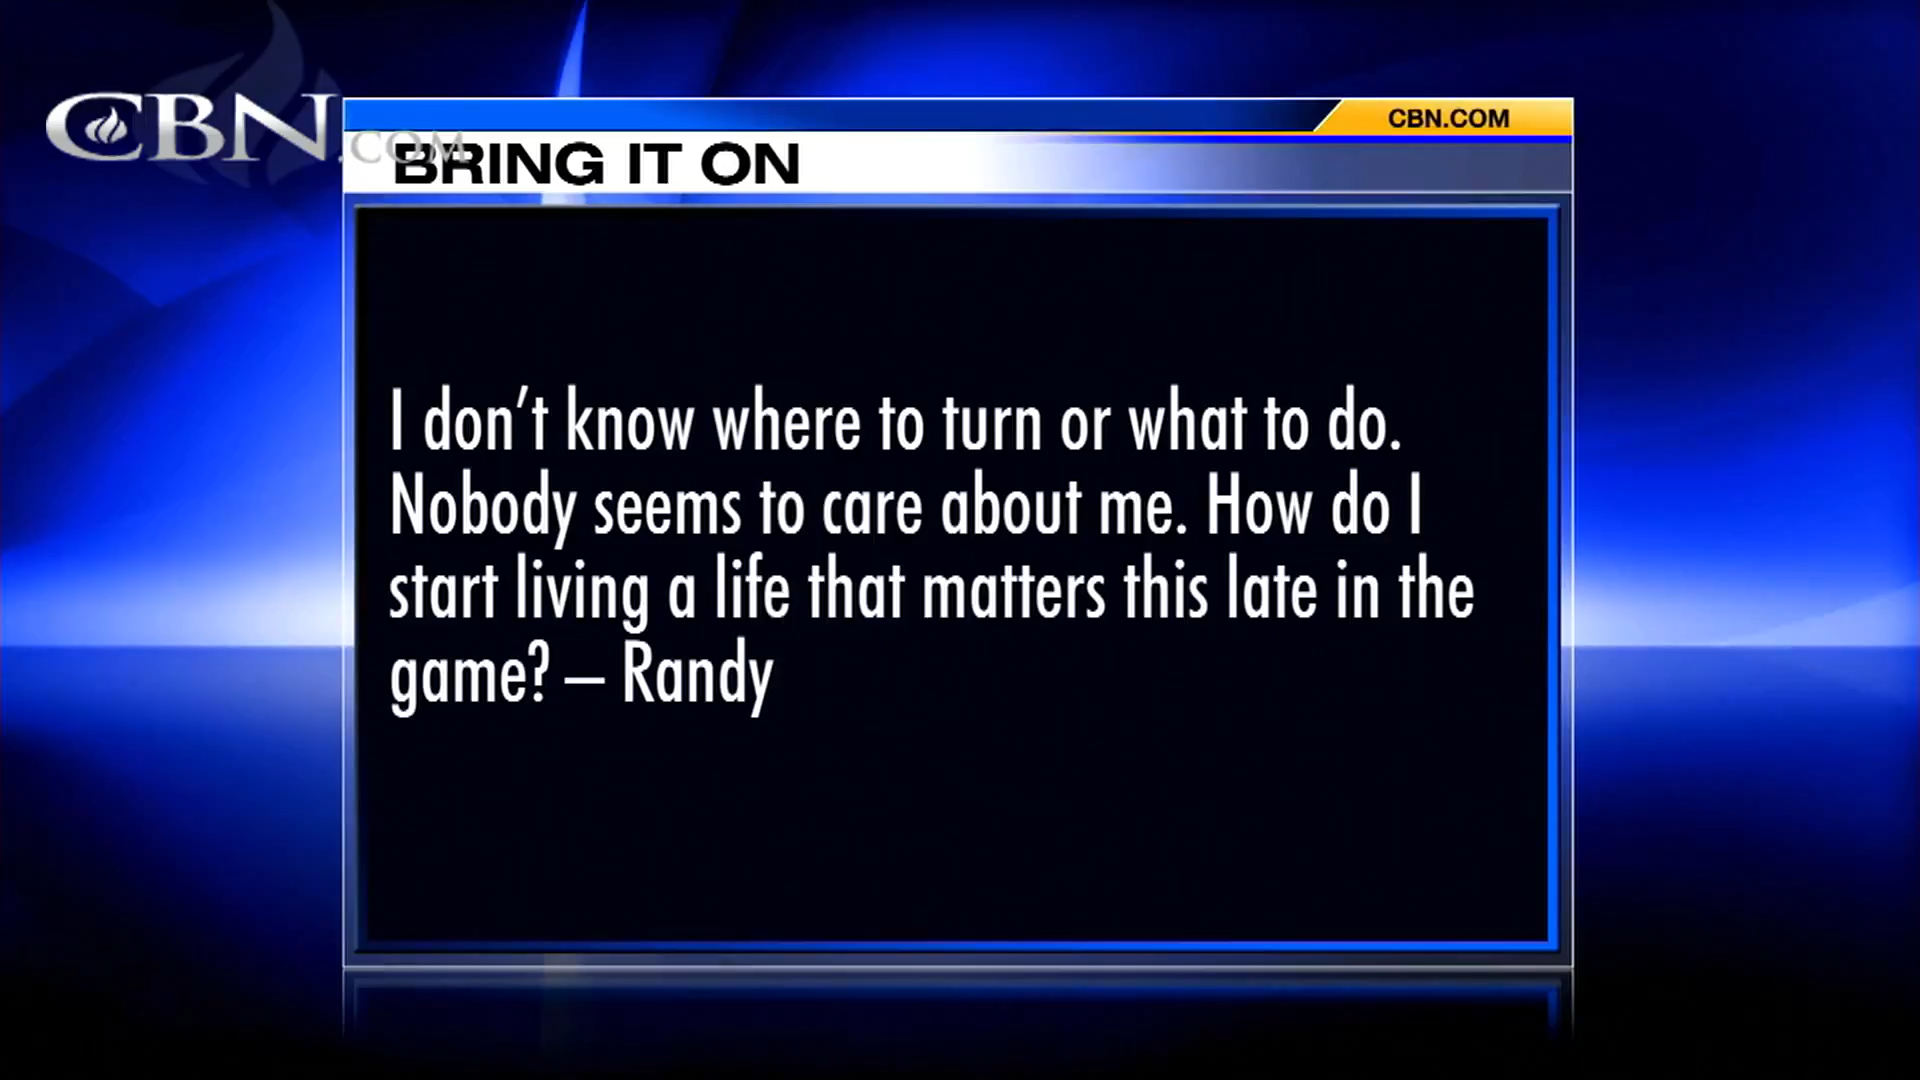 CBN.COM
CBN.COM
BRING IT ON
I don’t know where to turn or what to do.
Nobody seems to care about me. How do I
start living a life that matters this late in the
game? – Randy